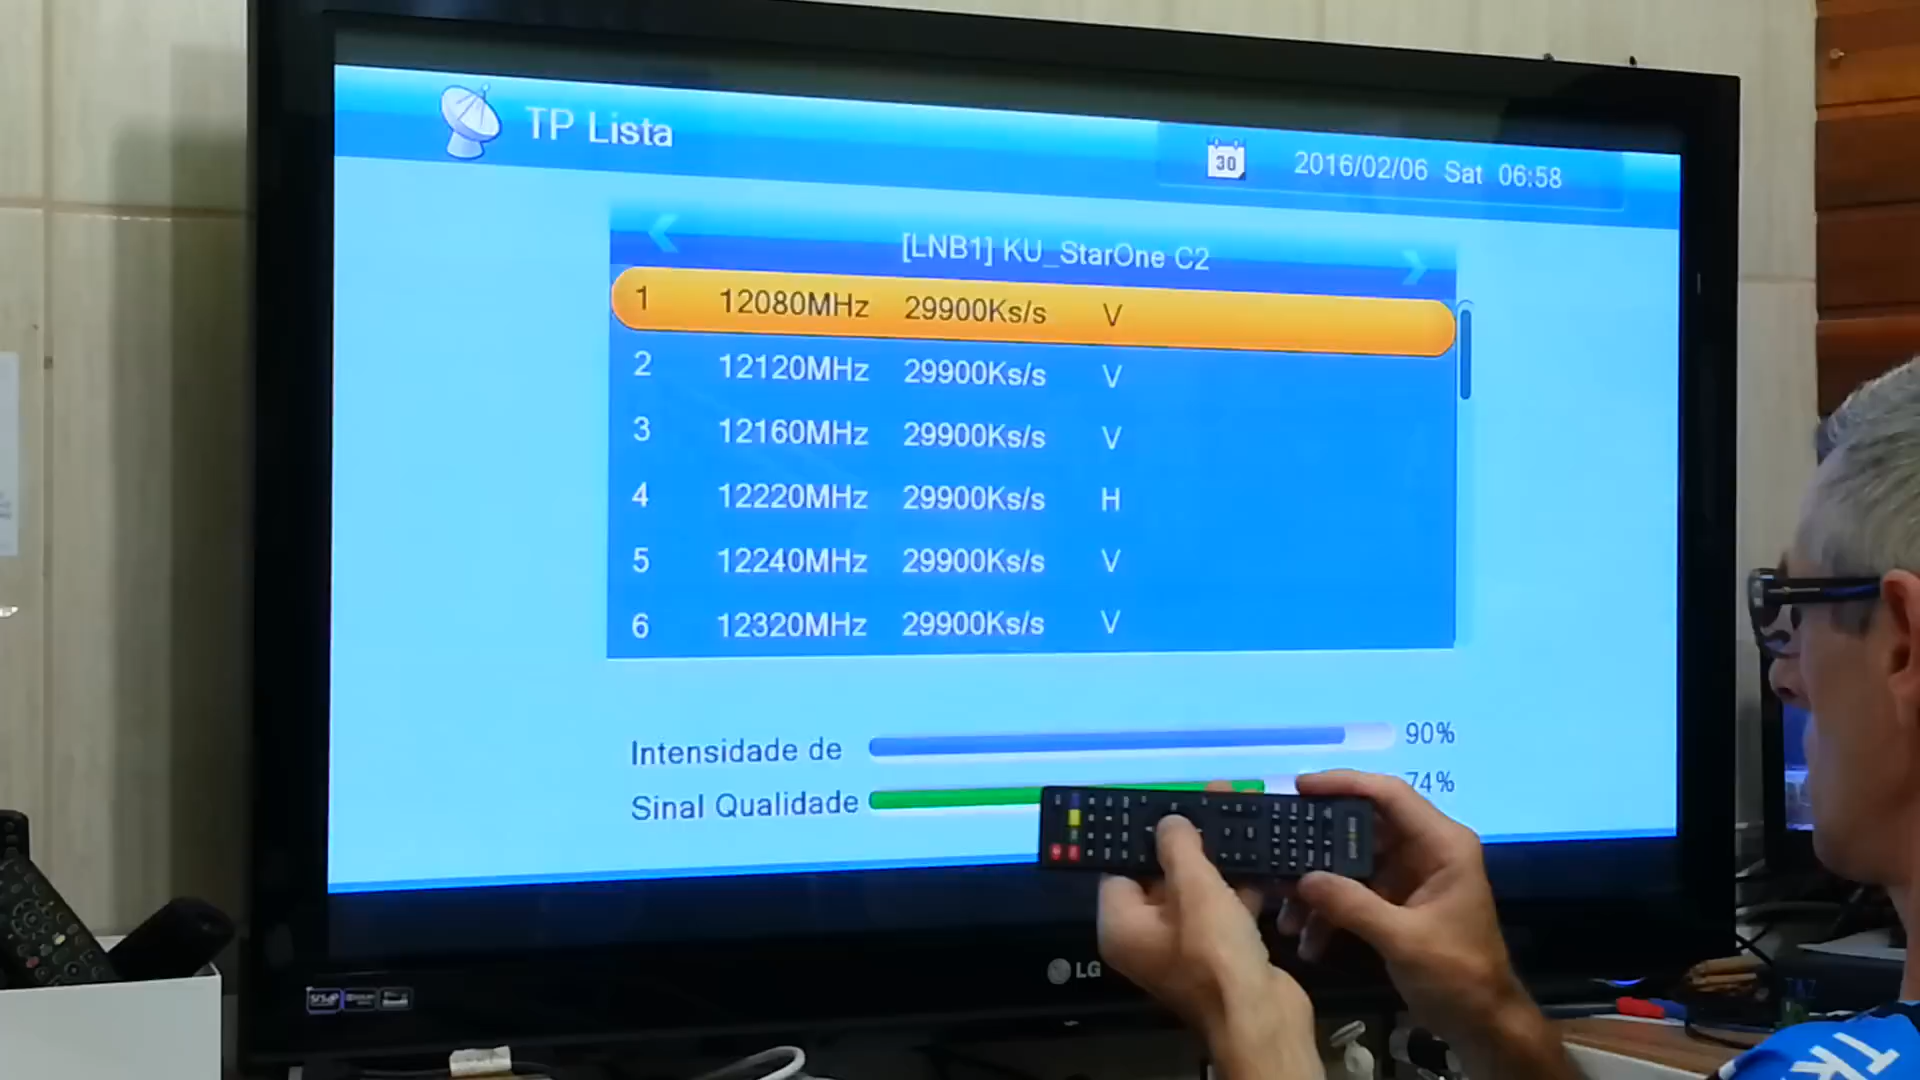 TP Lista
30
2016/02/06 Sat 06:58
[LNB1] KU_StarOne C2
1 12080MHz 29900Ks/s V
2 12120MHz 29900Ks/s V
3 12160MHz 29900Ks/s V
4 12220MHz 29900Ks/s H
5 12240MHz 29900Ks/s V
6 12320MHz 29900Ks/s V
Intensidade de 90%
Sinal Qualidade 74%
LG